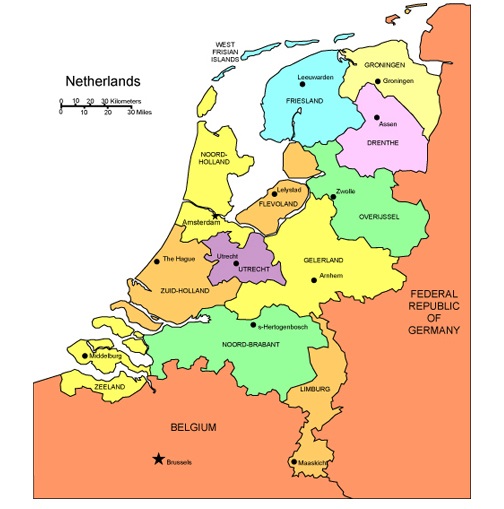 WEST
FRISIAN
ISLANDS
GRONINGEN
Netherlands
Leeuwarden
Groningen
0 10 20 30 Kilometers
0 10 20 30 Miles
FRIESLAND
Assen
DRENTHE
NOORD-
HOLLAND
Lelystad
Zwolle
FLEVOLAND
OVERIJSSEL
Amsterdam
The Hague
Utrecht
UTRECHT
GELERLAND
Arnhem
ZUID-HOLLAND
FEDERAL
REPUBLIC
OF
GERMANY
s-Hertogenbosch
NOORD-BRABANT
Middelburg
ZEELAND
LIMBURG
BELGIUM
Brussels
Maaskicht